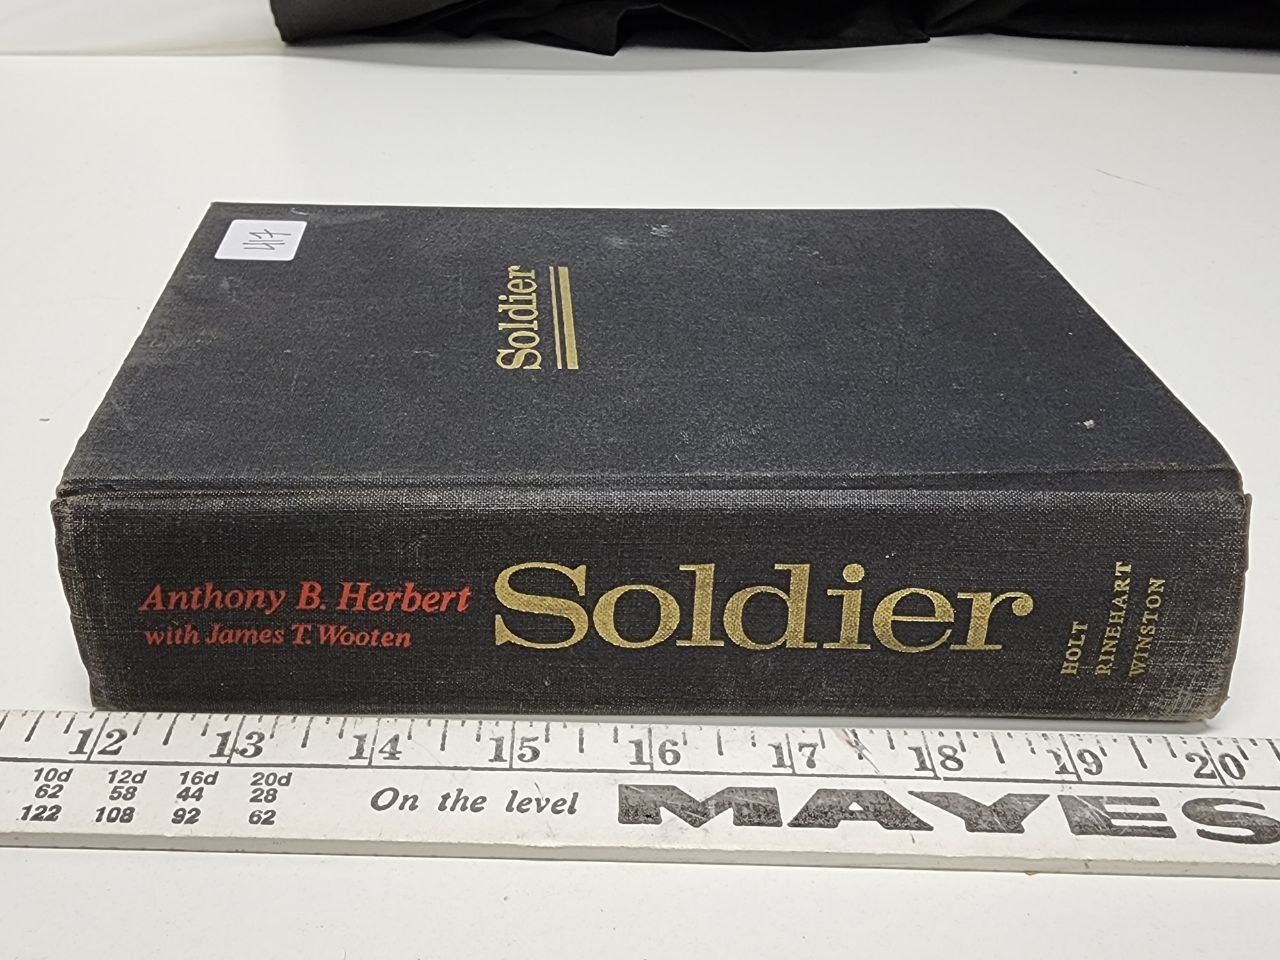 417
Soldier
Anthony B. Herbert
with James T. Wooten
Soldier
HOLT
RINEHART
WINSTON
12 13 14 15 16 17 18 19 20
10d 12d 16d 20d
62 58 44 28
122 108 92 62
On the level
MAYES